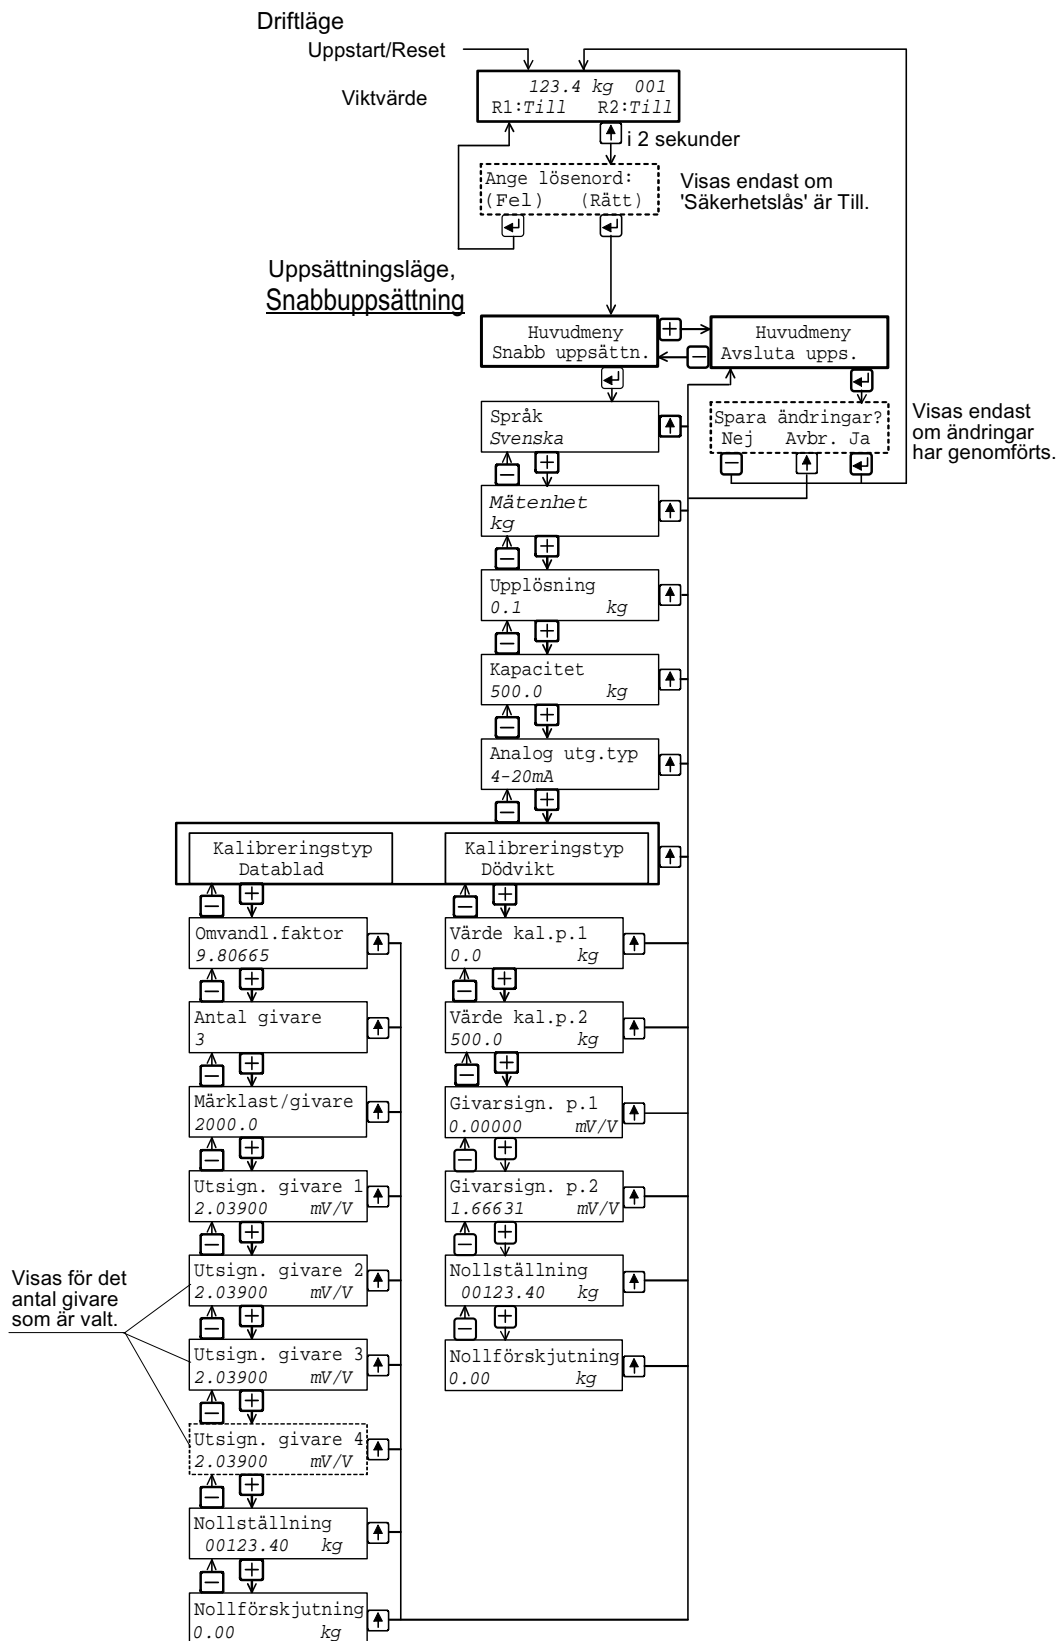 Driftläge
Uppstart/Reset
123.4 kg 001
R1:Till R2:Till
Viktvärde
i 2 sekunder
Ange lösenord:
(Fel) (Rätt)
Visas endast om
'Säkerhetslås' är Till.
Uppsättningsläge,
Snabbuppsättning
Huvudmeny
Snabb uppsättn.
+
−
Huvudmeny
Avsluta upps.
Spara ändringar?
Nej Avbr. Ja
−
Visas endast
om ändringar
har genomförts.
Språk
Svenska
− +
Mätenhet
kg
− +
Upplösning
0.1 kg
− +
Kapacitet
500.0 kg
− +
Analog utg.typ
4-20mA
− +
Kalibreringstyp
Datablad
Kalibreringstyp
Dödvikt
− +
Omvandl.faktor
9.80665
− +
Antal givare
3
− +
Märklast/givare
2000.0
− +
Utsign. givare 1
2.03900 mV/V
− +
Utsign. givare 2
2.03900 mV/V
− +
Utsign. givare 3
2.03900 mV/V
− +
Utsign. givare 4
2.03900 mV/V
− +
Nollställning
00123.40 kg
− +
Nollförskjutning
0.00 kg
Visas för det
antal givare
som är valt.
− +
Värde kal.p.1
0.0 kg
− +
Värde kal.p.2
500.0 kg
− +
Givarsign. p.1
0.00000 mV/V
− +
Givarsign. p.2
1.66631 mV/V
− +
Nollställning
00123.40 kg
− +
Nollförskjutning
0.00 kg